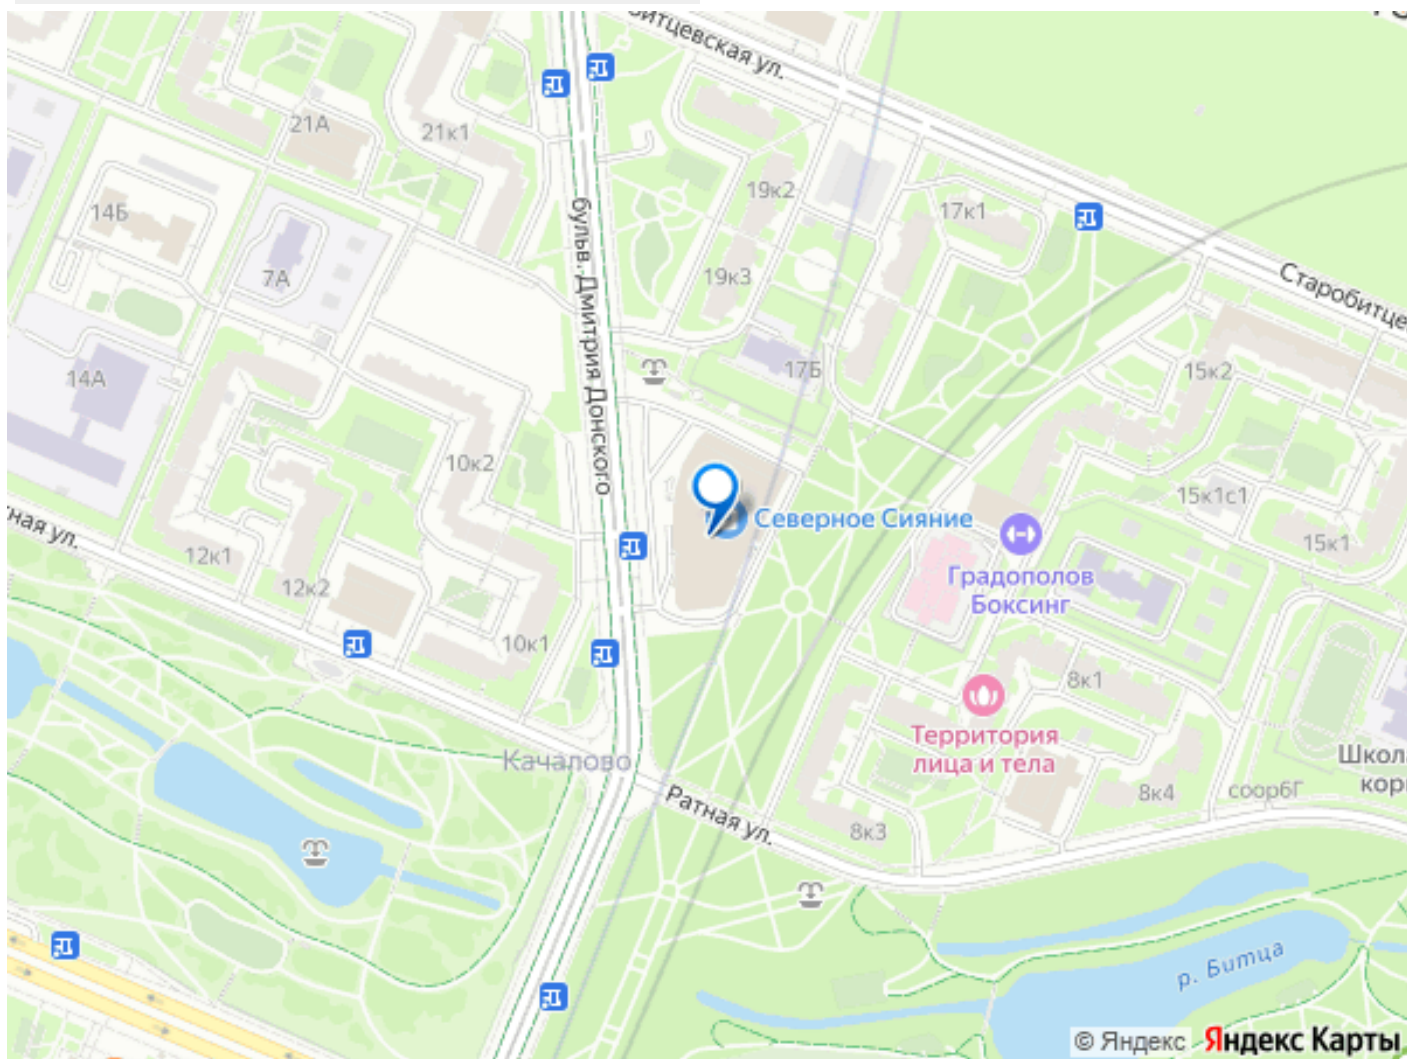 битцевская ул.
21А
21к1
14Б
19к2
17к1
7А
19к3
бульв. Дмитрия Донского
Старобитце
14А
17Б
15к2
10к2
15к1с1
Северное Сияние
ная ул.
12к1
15к1
12к2
Градополов
Боксинг
10к1
8к1
Территория
лица и тела
Качалово
Школ
кор
Ратная ул.
8к4
соор6Г
8к3
р. Битца
© Яндекс
Яндекс Карты